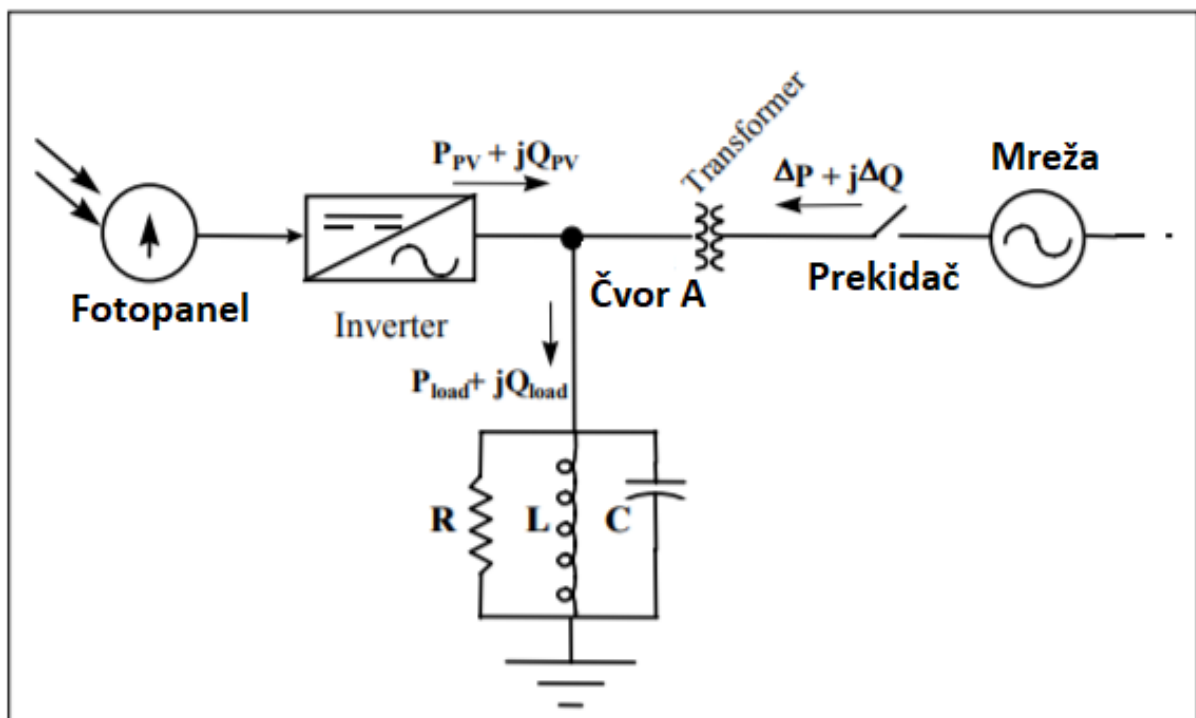 P_PV + jQ_PV
Transformer
ΔP + jΔQ
Mreža
Fotopanel
Inverter
Čvor A
Prekidač
P_load+ jQ_load
R
L
C